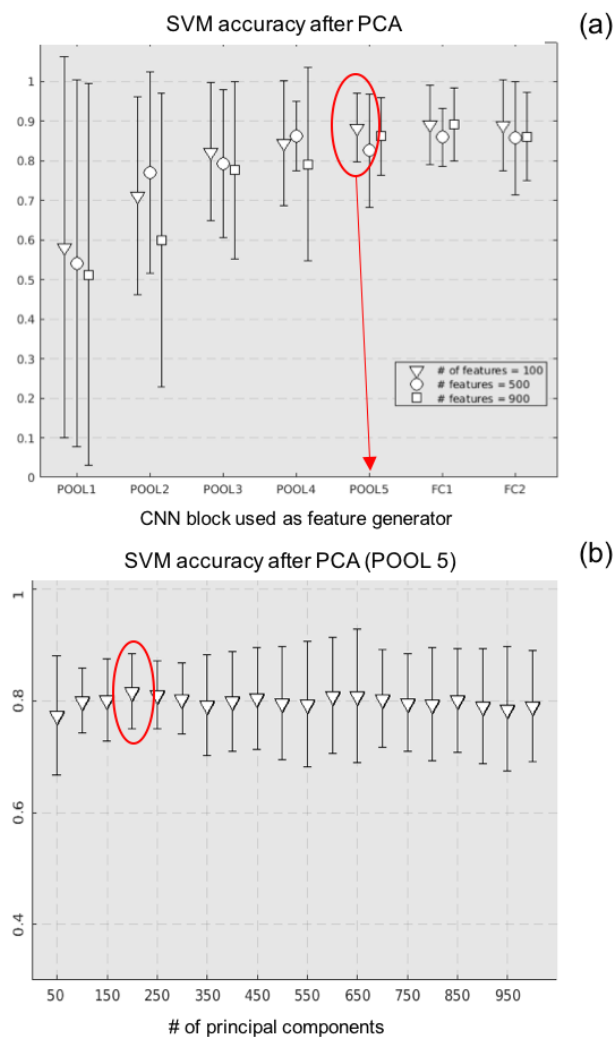 SVM accuracy after PCA
(a)
1
0.9
0.8
0.7
0.6
0.5
0.4
0.3
0.2
0.1
0
# of features = 100
# features = 500
# features = 900
POOL1 POOL2 POOL3 POOL4 POOL5 FC1 FC2
CNN block used as feature generator
(b)
SVM accuracy after PCA (POOL 5)
1
0.8
0.6
0.4
50 150 250 350 450 550 650 750 850 950
# of principal components